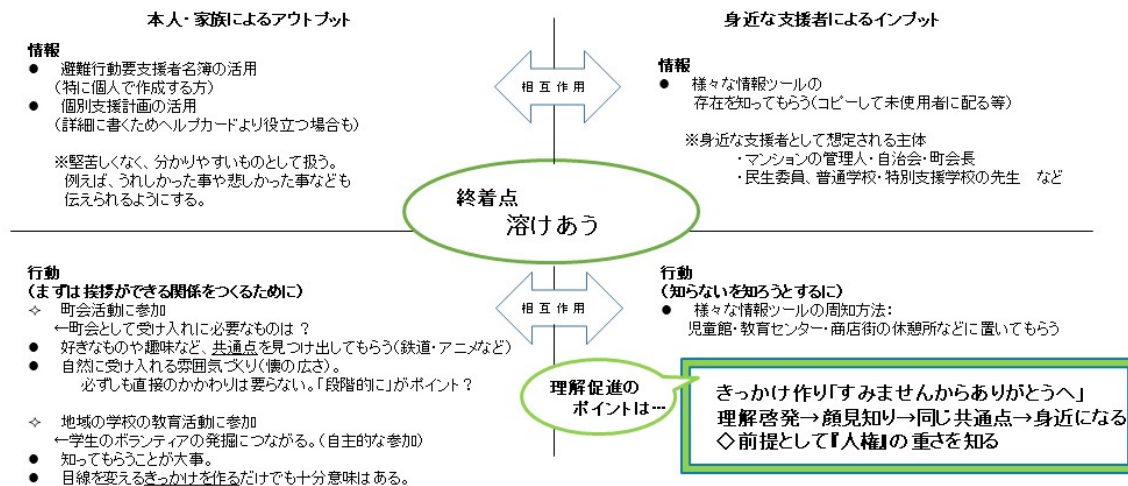 本人・家族によるアウトプット
情報
● 避難行動要支援者名簿の活用
(特に個人で作成する方)
● 個別支援計画の活用
(詳細に書くためヘルプカードより役立つ場合も)
※堅苦しくなく、分かりやすいものとして扱う。
例えば、うれしかった事や悲しかった事なども
伝えられるようにする。
相互作用
身近な支援者によるインプット
情報
● 様々な情報ツールの
存在を知ってもらう(コピーして未使用者に配る等)
※身近な支援者として想定される主体
・マンションの管理人・自治会・町会長
・民生委員、普通学校・特別支援学校の先生 など
終着点
溶けあう
行動
(まずは挨拶ができる関係をつくるために)
✧ 町会活動に参加
←町会として受け入れに必要なものは?
● 好きなものや趣味など、共通点を見つけ出してもらう(鉄道・アニメなど)
● 自然に受け入れる雰囲気づくり(懐の広さ)。
必ずしも直接のかかわりは要らない。「段階的に」がポイント?
✧ 地域の学校の教育活動に参加
←学生のボランティアの発掘につながる。(自主的な参加)
● 知ってもらうことが大事。
● 目線を変えるきっかけを作るだけでも十分意味はある。
相互作用
行動
(知らないを知ろうとするに)
● 様々な情報ツールの周知方法:
児童館・教育センター・商店街の休憩所などに置いてもらう
理解促進の
ポイントは…
きっかけ作り「すみませんからありがとうへ」
理解啓発→顔見知り→同じ共通点→身近になる
◇前提として『人権』の重さを知る